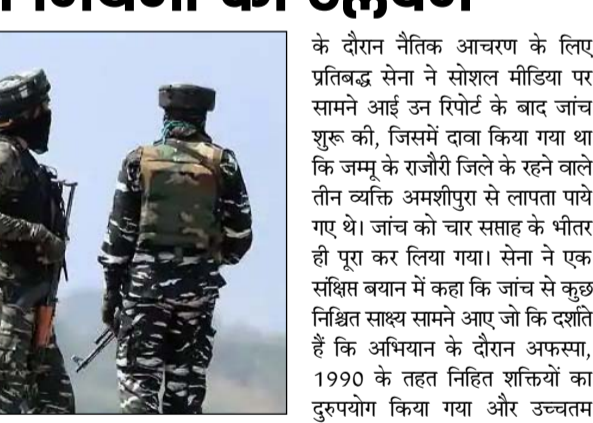 के दौरान नैतिक आचरण के लिए
प्रतिबद्ध सेना ने सोशल मीडिया पर
सामने आई उन रिपोर्ट के बाद जांच
शुरू की, जिसमें दावा किया गया था
कि जम्मू के राजौरी जिले के रहने वाले
तीन व्यक्ति अमशीपुरा से लापता पाये
गए थे। जांच को चार सप्ताह के भीतर
ही पूरा कर लिया गया। सेना ने एक
संक्षिप्त बयान में कहा कि जांच से कुछ
निश्चित साक्ष्य सामने आए जो कि दर्शाते
हैं कि अभियान के दौरान अफस्पा,
1990 के तहत निहित शक्तियों का
दुरुपयोग किया गया और उच्चतम